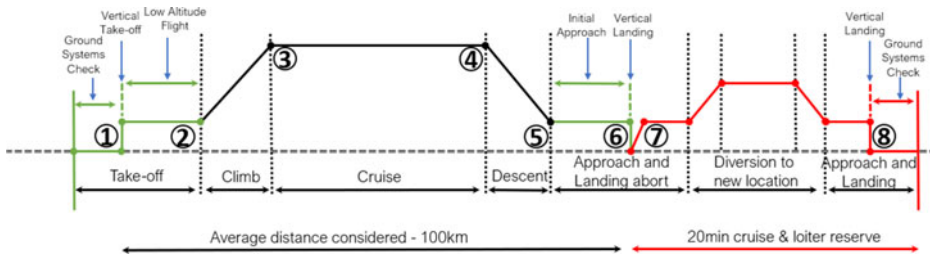 Ground
Systems
Check
Vertical
Take-off
Low Altitude
Flight
Initial
Approach
Vertical
Landing
Vertical
Landing
Ground
Systems
Check
①
②
③
④
⑤
⑥
⑦
⑧
Take-off
Climb
Cruise
Descent
Approach and
Landing abort
Diversion to
new location
Approach and
Landing
Average distance considered - 100km
20min cruise & loiter reserve